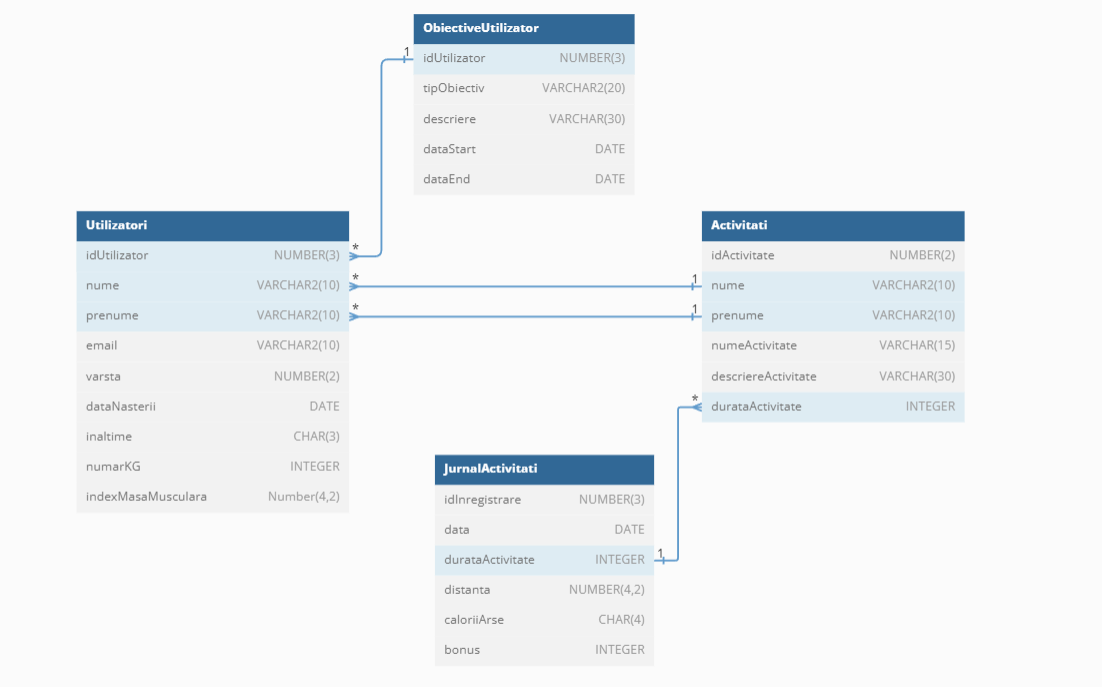 ObiectiveUtilizator
1
idUtilizator NUMBER(3)
tipObiectiv VARCHAR2(20)
descriere VARCHAR(30)
dataStart DATE
dataEnd DATE
Utilizatori
idUtilizator NUMBER(3) *
nume VARCHAR2(10) *
prenume VARCHAR2(10) *
email VARCHAR2(10)
varsta NUMBER(2)
dataNasterii DATE
inaltime CHAR(3)
numarKG INTEGER
indexMasaMusculara Number(4,2)
Activitati
idActivitate NUMBER(2)
1 nume VARCHAR2(10)
1 prenume VARCHAR2(10)
numeActivitate VARCHAR(15)
descriereActivitate VARCHAR(30)
* durataActivitate INTEGER
JurnalActivitati
idInregistrare NUMBER(3)
data DATE
durataActivitate INTEGER 1
distanta NUMBER(4,2)
caloriiArse CHAR(4)
bonus INTEGER